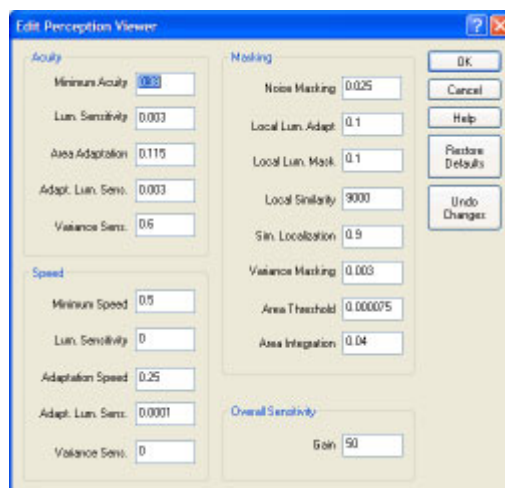 Edit Perception Viewer
Acuity
Minimum Acuity
Lum. Sensitivity 0.003
Area Adaptation 0.115
Adapt. Lum. Sens. 0.003
Variance Sens. 0.6
Speed
Minimum Speed 0.5
Lum. Sensitivity 0
Adaptation Speed 0.25
Adapt. Lum. Sens. 0.0001
Variance Sens. 0
Masking
Noise Masking 0.025
Local Lum. Adapt. 0.1
Local Lum. Mask. 0.1
Local Similarity 9000
Sim. Localization 0.9
Variance Masking 0.003
Area Threshold 0.000075
Area Integration 0.04
Overall Sensitivity
Gain 50
OK
Cancel
Help
Restore
Defaults
Undo
Changes